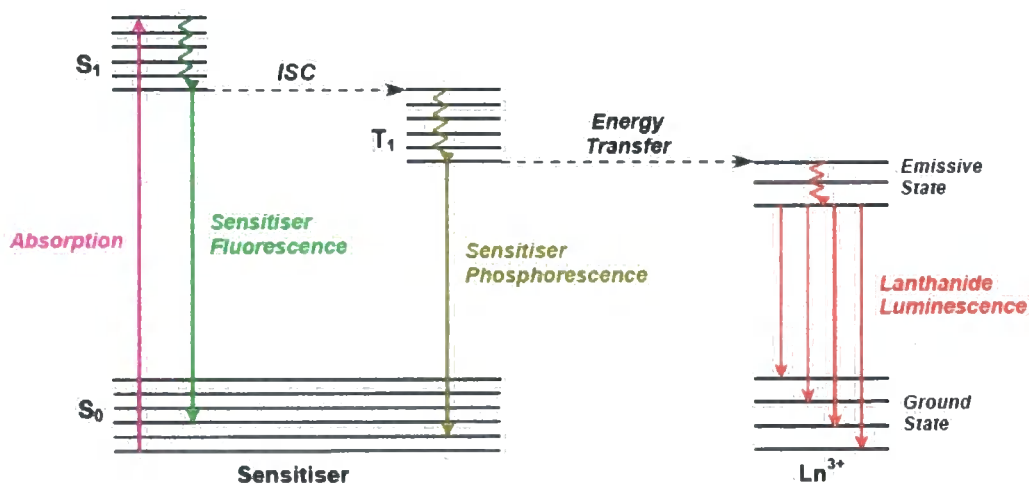 S1
ISC
T1
Energy
Transfer
Emissive
State
Absorption
Sensitiser
Fluorescence
Sensitiser
Phosphorescence
Lanthanide
Luminescence
S0
Ground
State
Sensitiser
Ln3+